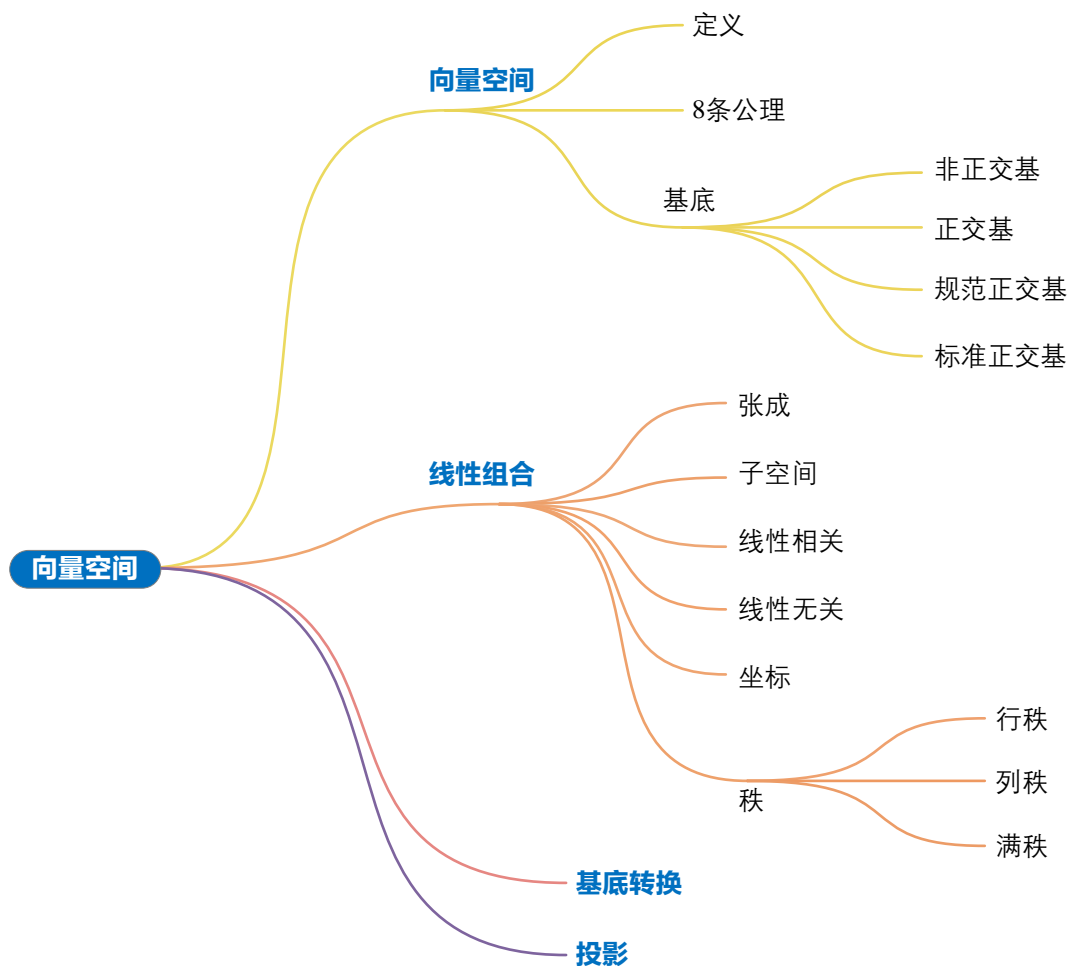 向量空间
向量空间
定义
8条公理
基底
非正交基
正交基
规范正交基
标准正交基
线性组合
张成
子空间
线性相关
线性无关
坐标
秩
行秩
列秩
满秩
基底转换
投影